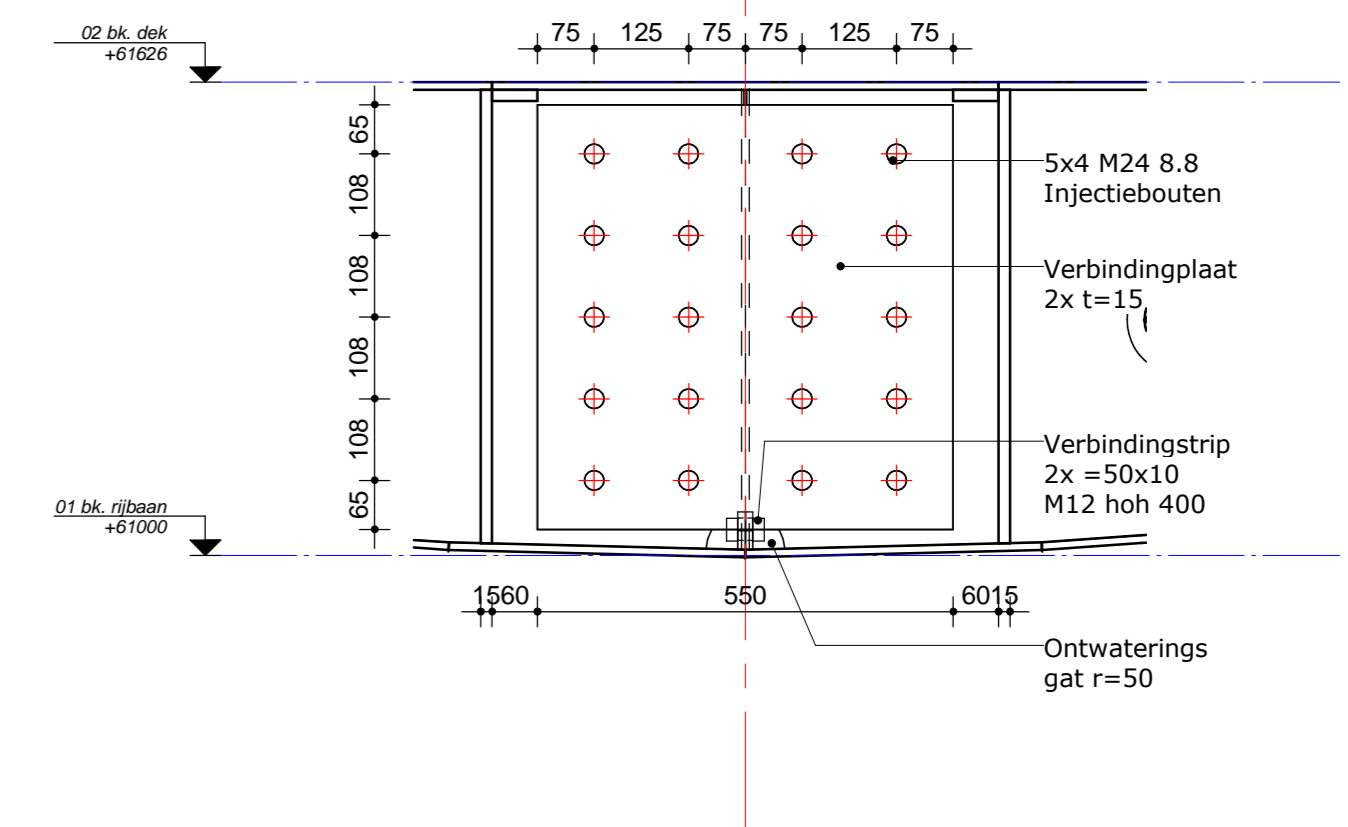 02 bk. dek
+61626
75 125 75 75 125 75
65
108
108
108
108
65
5x4 M24 8.8
Injectiebouten
Verbindingplaat
2x t=15
Verbindingstrip
2x =50x10
M12 hoh 400
01 bk. rijbaan
+61000
1560 550 6015
Ontwaterings
gat r=50